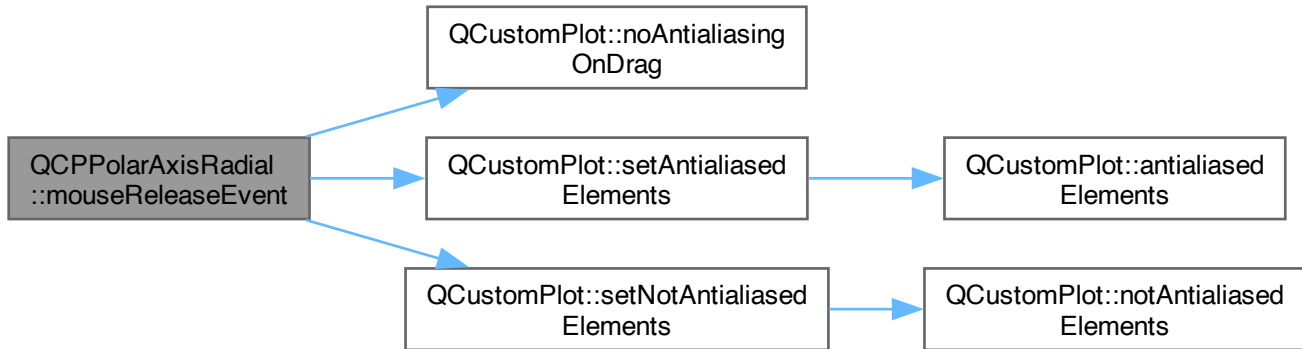 QCustomPlot::noAntialiasing
OnDrag
QCPPolarAxisRadial
::mouseReleaseEvent
QCustomPlot::setAntialiased
Elements
QCustomPlot::antialiased
Elements
QCustomPlot::setNotAntialiased
Elements
QCustomPlot::notAntialiased
Elements